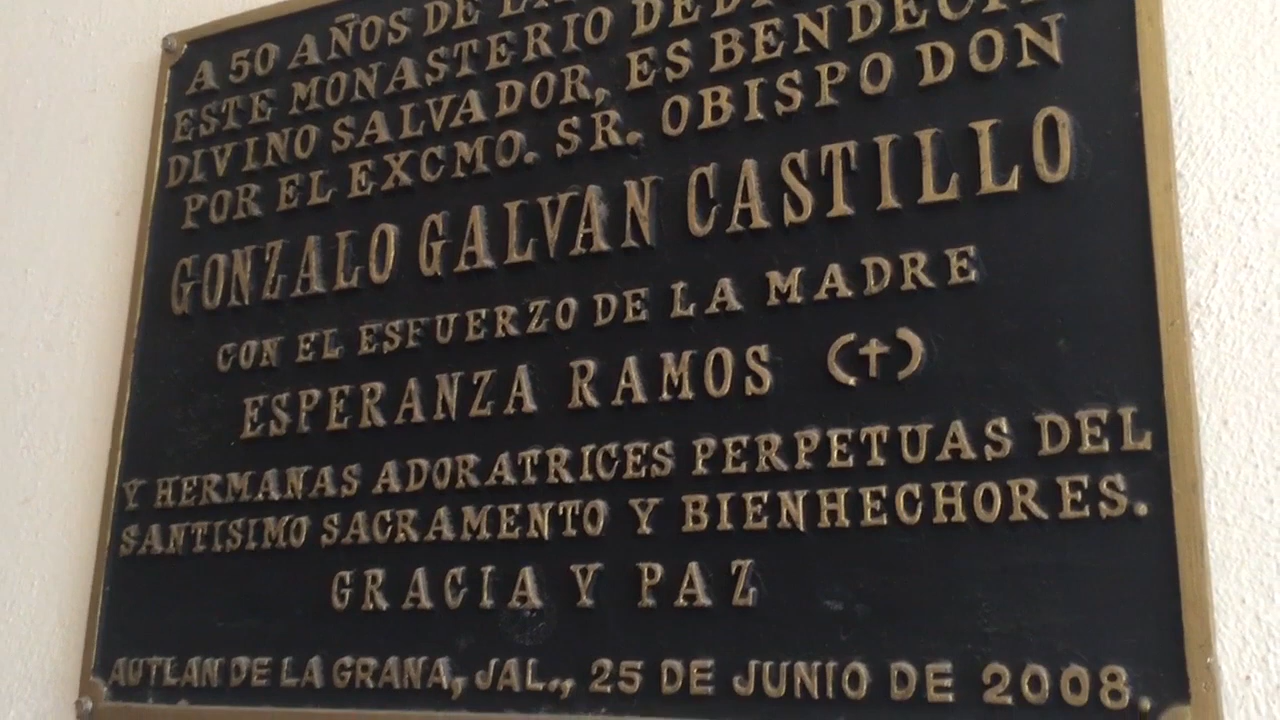 A 50 AÑOS DE
ESTE MONASTERIO
DIVINO SALVADOR, ES
POR EL EXCMO. SR. OBISPO DON
GONZALO GALVAN CASTILLO
CON EL ESFUERZO DE LA MADRE
ESPERANZA RAMOS (✝)
Y HERMANAS ADORATRICES PERPETUAS DEL
SANTISIMO SACRAMENTO Y BIENHECHORES.
GRACIA Y PAZ
AUTLAN DE LA GRANA, JAL., 25 DE JUNIO DE 2008.